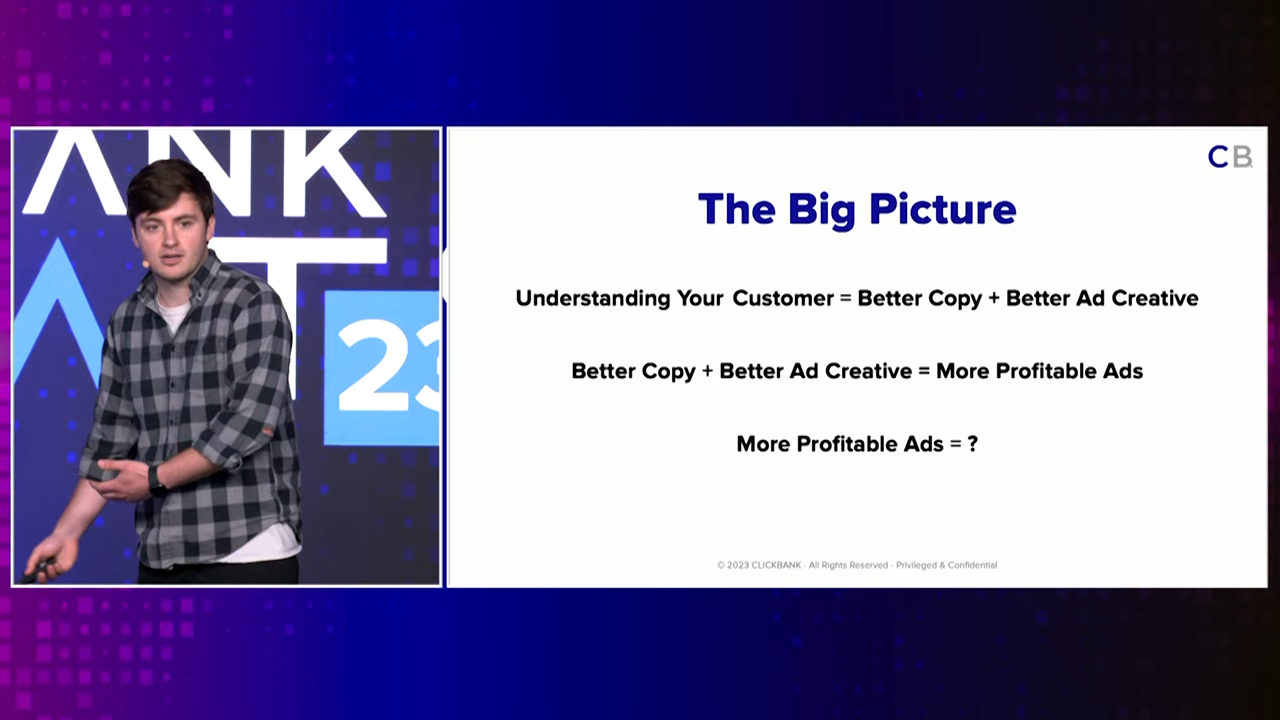 ANK
23
CB
The Big Picture
Understanding Your Customer = Better Copy + Better Ad Creative
Better Copy + Better Ad Creative = More Profitable Ads
More Profitable Ads = ?
© 2023 CLICKBANK - All Rights Reserved - Privileged & Confidential